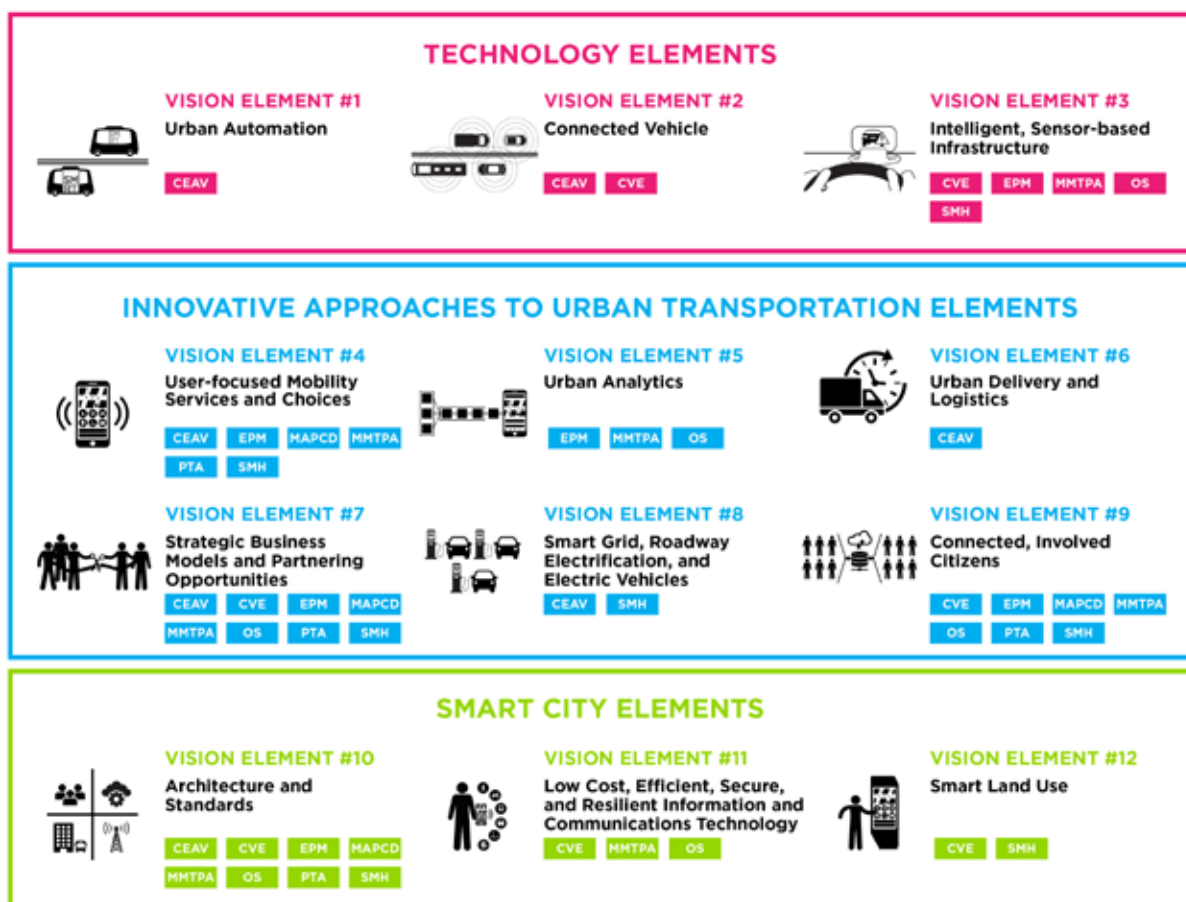 TECHNOLOGY ELEMENTS
VISION ELEMENT #1
Urban Automation
CEAV
VISION ELEMENT #2
Connected Vehicle
CEAV CVE
VISION ELEMENT #3
Intelligent, Sensor-based
Infrastructure
CVE EPM MMTPA OS
SMH
INNOVATIVE APPROACHES TO URBAN TRANSPORTATION ELEMENTS
VISION ELEMENT #4
User-focused Mobility
Services and Choices
CEAV EPM MAPCD MMTPA
PTA SMH
VISION ELEMENT #5
Urban Analytics
EPM MMTPA OS
VISION ELEMENT #6
Urban Delivery and
Logistics
CEAV
VISION ELEMENT #7
Strategic Business
Models and Partnering
Opportunities
CEAV CVE EPM MAPCD
MMTPA OS PTA SMH
VISION ELEMENT #8
Smart Grid, Roadway
Electrification, and
Electric Vehicles
CEAV SMH
VISION ELEMENT #9
Connected, Involved
Citizens
CVE EPM MAPCD MMTPA
OS PTA SMH
SMART CITY ELEMENTS
VISION ELEMENT #10
Architecture and
Standards
CEAV CVE EPM MAPCD
MMTPA OS PTA SMH
VISION ELEMENT #11
Low Cost, Efficient, Secure,
and Resilient Information and
Communications Technology
CVE MMTPA OS
VISION ELEMENT #12
Smart Land Use
CVE SMH